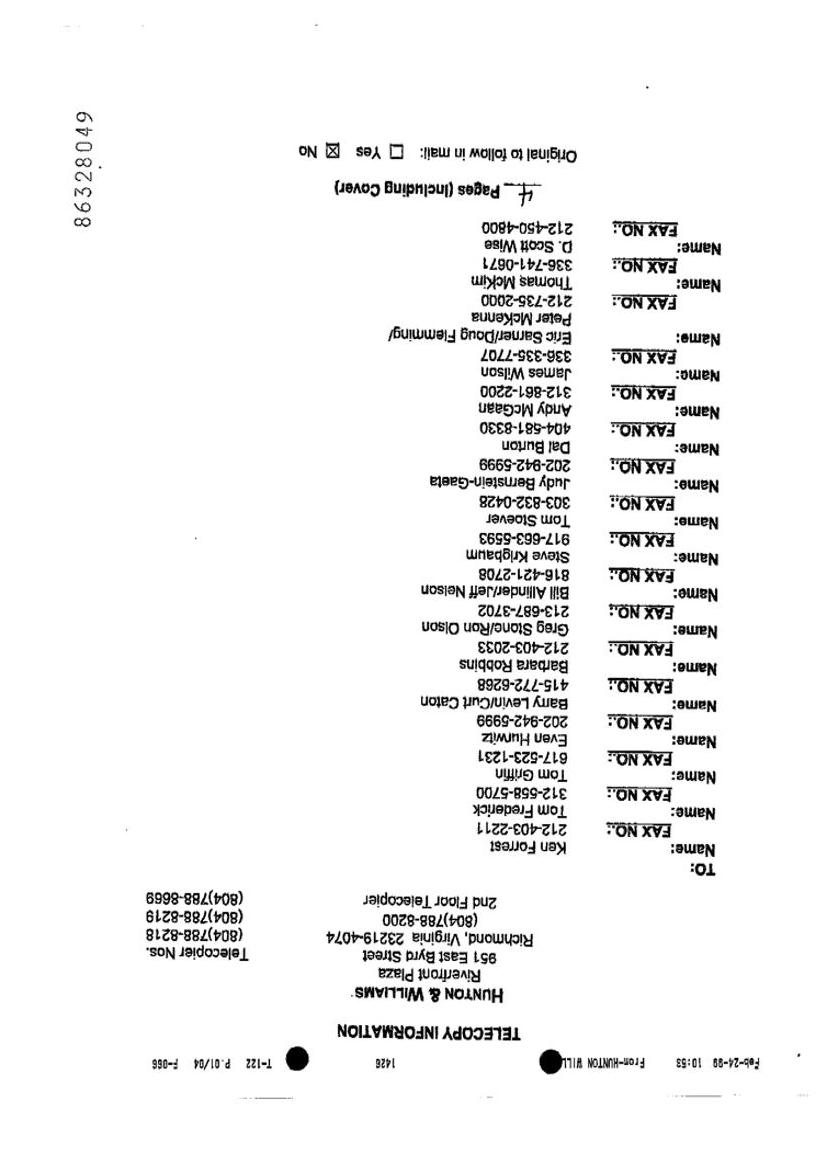 Feb-24-99 10:53 From-HUNTON WILL 1426 T-122 P.01/04 F-066
TELECOPY INFORMATION
HUNTON & WILLIAMS
Riverfront Plaza
951 East Byrd Street
Richmond, Virginia 23219-4074
(804)788-8200
2nd Floor Telecopier
Telecopier Nos.
(804)788-8218
(804)788-8219
(804)788-8669
TO:
Name: Ken Forrest
FAX NO.: 212-403-2211
Name: Tom Frederick
FAX NO.: 312-558-5700
Name: Tom Griffin
FAX NO.: 617-523-1231
Name: Even Hurwitz
FAX NO.: 202-942-5999
Name: Barry Levin/Curt Caton
FAX NO.: 415-772-6268
Name: Barbara Robbins
FAX NO.: 212-403-2033
Name: Greg Stone/Ron Olson
FAX NO.: 213-687-3702
Name: Bill Allinder/Jeff Nelson
FAX NO.: 816-421-2708
Name: Steve Krigbaum
FAX NO.: 917-663-5593
Name: Tom Stoever
FAX NO.: 303-832-0428
Name: Judy Bernstein-Gaeta
FAX NO.: 202-942-5999
Name: Dal Burton
FAX NO.: 404-581-8330
Name: Andy McGaan
FAX NO.: 312-861-2200
Name: James Wilson
FAX NO.: 336-335-7707
Name: Eric Sarner/Doug Flemming/
Peter McKenna
FAX NO.: 212-735-2000
Name: Thomas McKim
FAX NO.: 336-741-0671
Name: D. Scott Wise
FAX NO.: 212-450-4800
4 Pages (Including Cover)
Original to follow in mail: ☐ Yes ☒ No
86328049